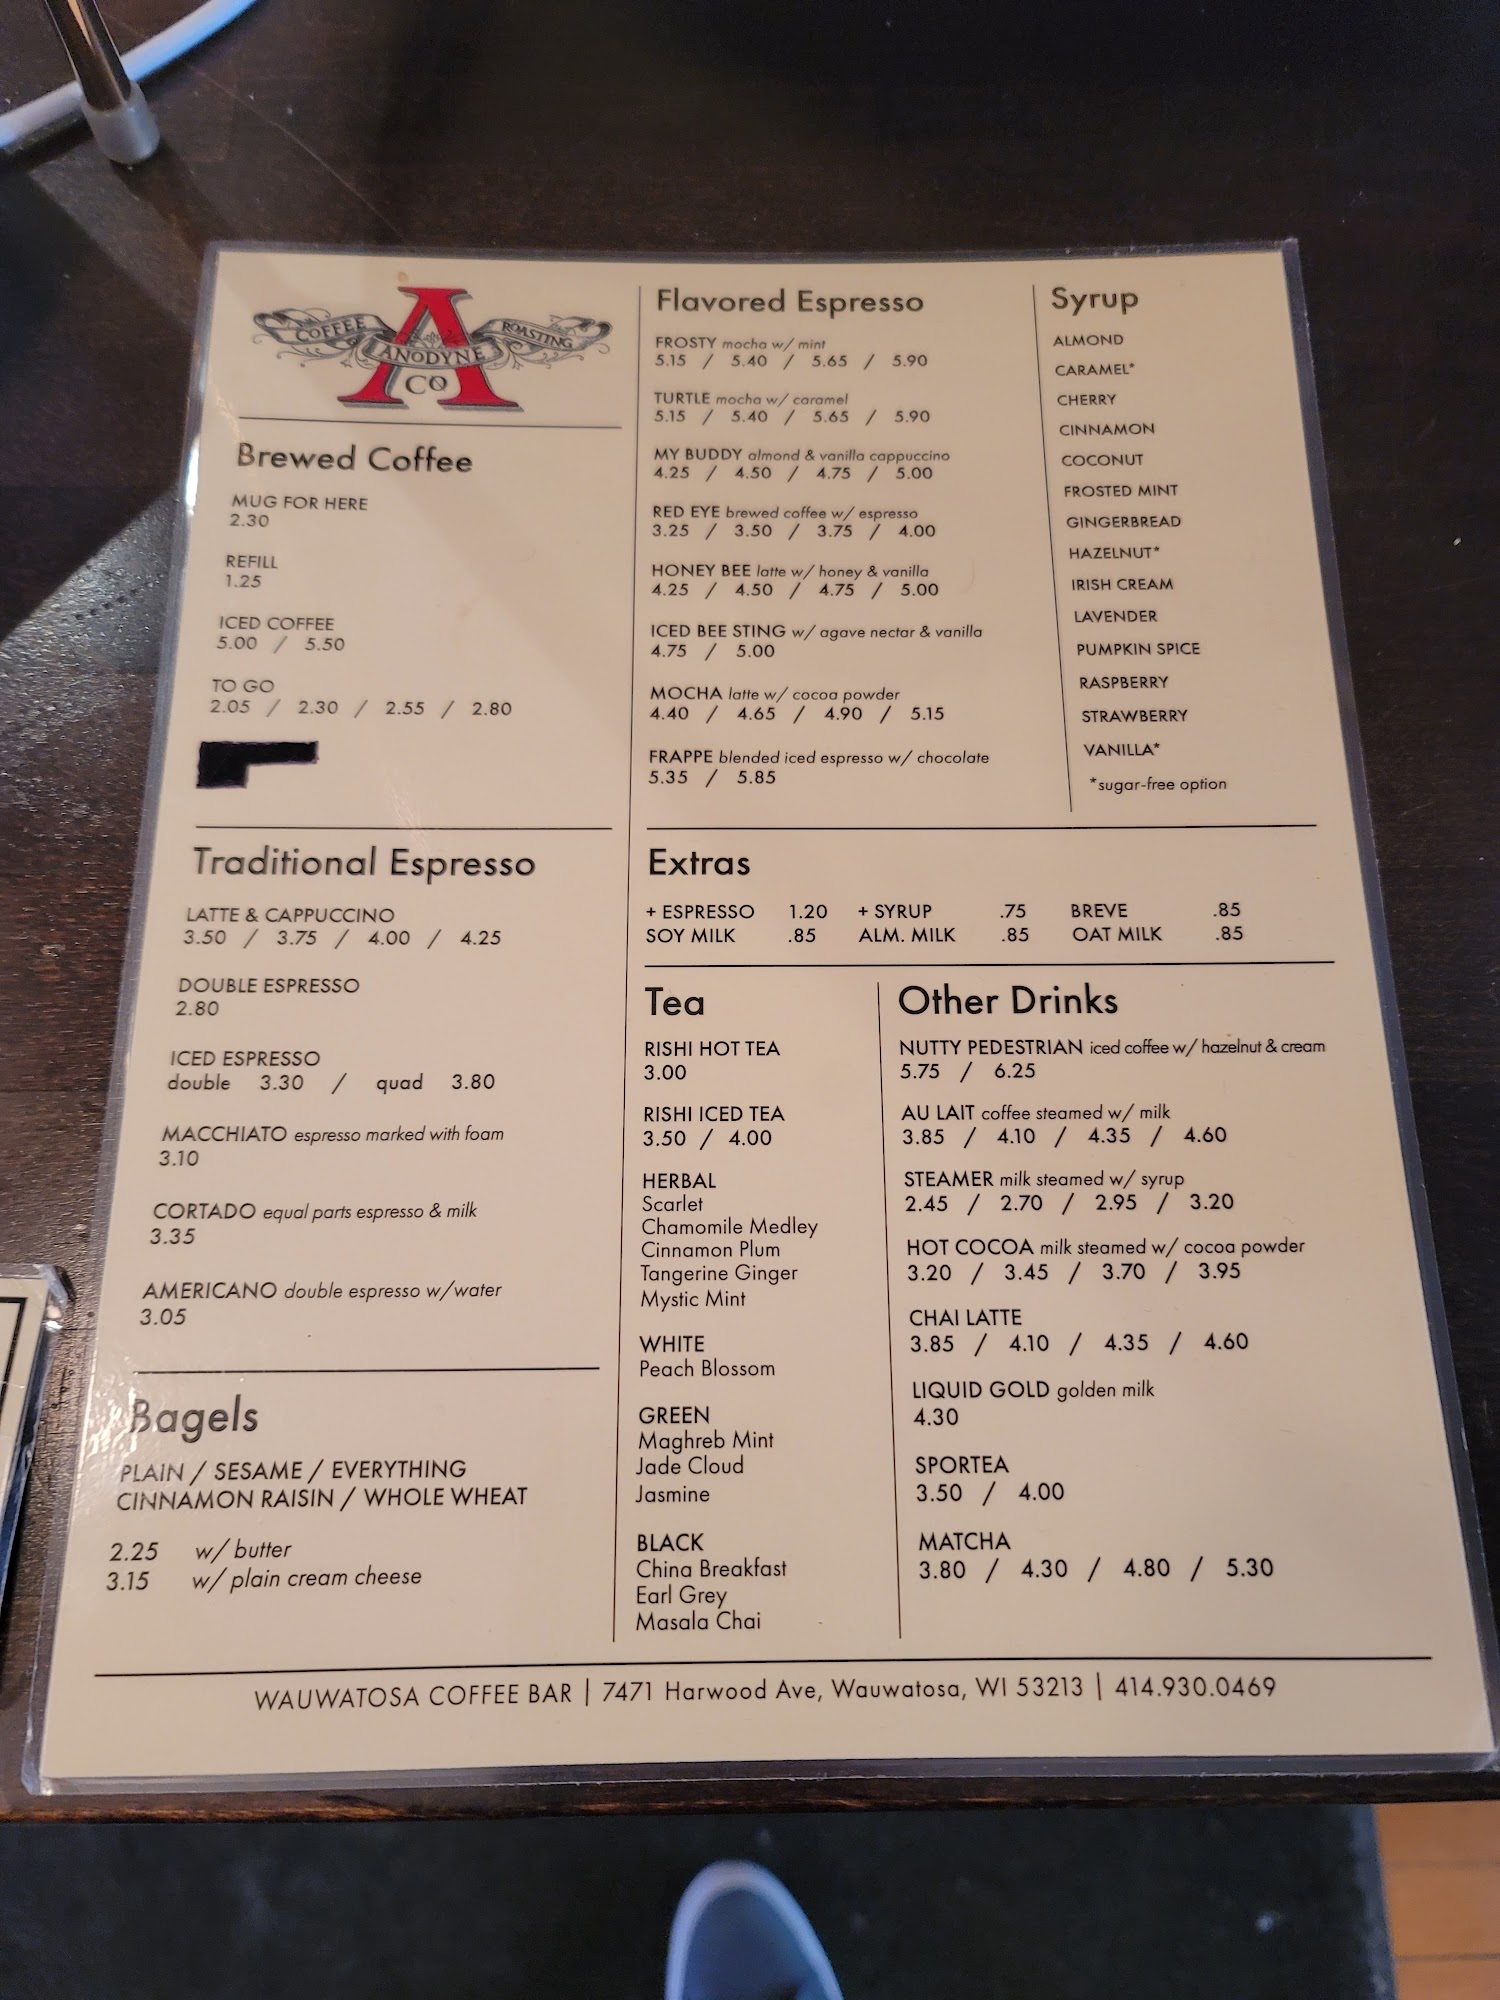 COFFEE ROASTING
A
ANODYNE
CO
Brewed Coffee
MUG FOR HERE
2.30
REFILL
1.25
ICED COFFEE
5.00 / 5.50
TO GO
2.05 / 2.30 / 2.55 / 2.80
Traditional Espresso
LATTE & CAPPUCCINO
3.50 / 3.75 / 4.00 / 4.25
DOUBLE ESPRESSO
2.80
ICED ESPRESSO
double 3.30 / quad 3.80
MACCHIATO espresso marked with foam
3.10
CORTADO equal parts espresso & milk
3.35
AMERICANO double espresso w/water
3.05
Bagels
PLAIN / SESAME / EVERYTHING
CINNAMON RAISIN / WHOLE WHEAT
2.25 w/ butter
3.15 w/ plain cream cheese
Flavored Espresso
FROSTY mocha w/ mint
5.15 / 5.40 / 5.65 / 5.90
TURTLE mocha w/ caramel
5.15 / 5.40 / 5.65 / 5.90
MY BUDDY almond & vanilla cappuccino
4.25 / 4.50 / 4.75 / 5.00
RED EYE brewed coffee w/ espresso
3.25 / 3.50 / 3.75 / 4.00
HONEY BEE latte w/ honey & vanilla
4.25 / 4.50 / 4.75 / 5.00
ICED BEE STING w/ agave nectar & vanilla
4.75 / 5.00
MOCHA latte w/ cocoa powder
4.40 / 4.65 / 4.90 / 5.15
FRAPPE blended iced espresso w/ chocolate
5.35 / 5.85
Syrup
ALMOND
CARAMEL*
CHERRY
CINNAMON
COCONUT
FROSTED MINT
GINGERBREAD
HAZELNUT*
IRISH CREAM
LAVENDER
PUMPKIN SPICE
RASPBERRY
STRAWBERRY
VANILLA*
*sugar-free option
Extras
+ ESPRESSO 1.20 + SYRUP .75 BREVE .85
SOY MILK .85 ALM. MILK .85 OAT MILK .85
Tea
RISHI HOT TEA
3.00
RISHI ICED TEA
3.50 / 4.00
HERBAL
Scarlet
Chamomile Medley
Cinnamon Plum
Tangerine Ginger
Mystic Mint
WHITE
Peach Blossom
GREEN
Maghreb Mint
Jade Cloud
Jasmine
BLACK
China Breakfast
Earl Grey
Masala Chai
Other Drinks
NUTTY PEDESTRIAN iced coffee w/ hazelnut & cream
5.75 / 6.25
AU LAIT coffee steamed w/ milk
3.85 / 4.10 / 4.35 / 4.60
STEAMER milk steamed w/ syrup
2.45 / 2.70 / 2.95 / 3.20
HOT COCOA milk steamed w/ cocoa powder
3.20 / 3.45 / 3.70 / 3.95
CHAI LATTE
3.85 / 4.10 / 4.35 / 4.60
LIQUID GOLD golden milk
4.30
SPORTEA
3.50 / 4.00
MATCHA
3.80 / 4.30 / 4.80 / 5.30
WAUWATOSA COFFEE BAR | 7471 Harwood Ave, Wauwatosa, WI 53213 | 414.930.0469